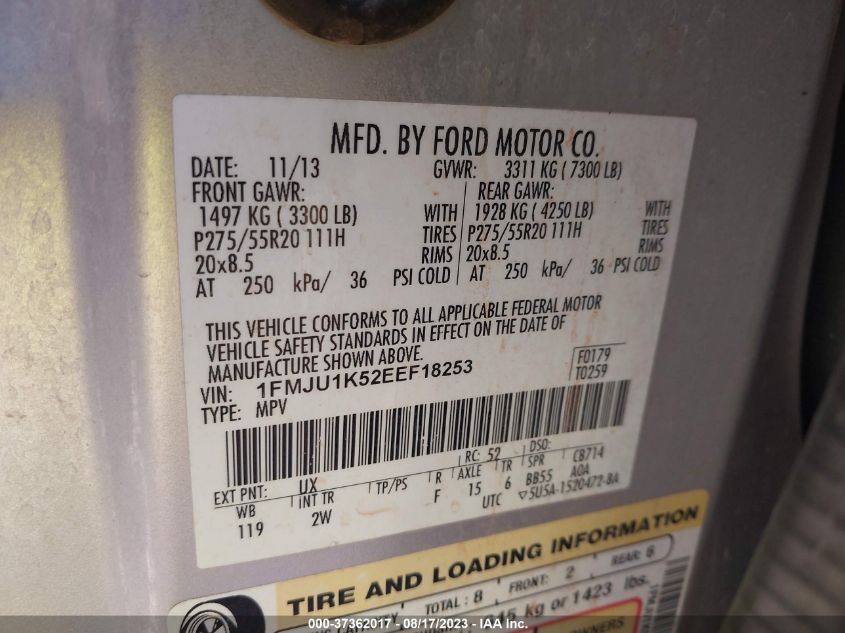 MFD. BY FORD MOTOR CO.
DATE: 11/13 GVWR: 3311 KG ( 7300 LB)
FRONT GAWR: REAR GAWR:
1497 KG ( 3300 LB) WITH 1928 KG ( 4250 LB) WITH
P275/55R20 111H TIRES P275/55R20 111H TIRES
20x8.5 RIMS 20x8.5 RIMS
AT 250 kPa/ 36 PSI COLD AT 250 kPa/ 36 PSI COLD
THIS VEHICLE CONFORMS TO ALL APPLICABLE FEDERAL MOTOR
VEHICLE SAFETY STANDARDS IN EFFECT ON THE DATE OF
MANUFACTURE SHOWN ABOVE.
VIN: 1FMJU1K52EEF18253 F0179
TYPE: MPV T0259
EXT PNT: UX RC: 52 DSO:
WB INT TR TP/PS R AXLE TR SPR CB714
119 2W F 15 6 BB55 A0A
UTC ▽5U5A-1520472-BA
TIRE AND LOADING INFORMATION
TOTAL: 8 FRONT: 2 REAR: 6
kg or 1423 lbs.
OWNERS
000-37362017 — 08/17/2023 — IAA Inc.